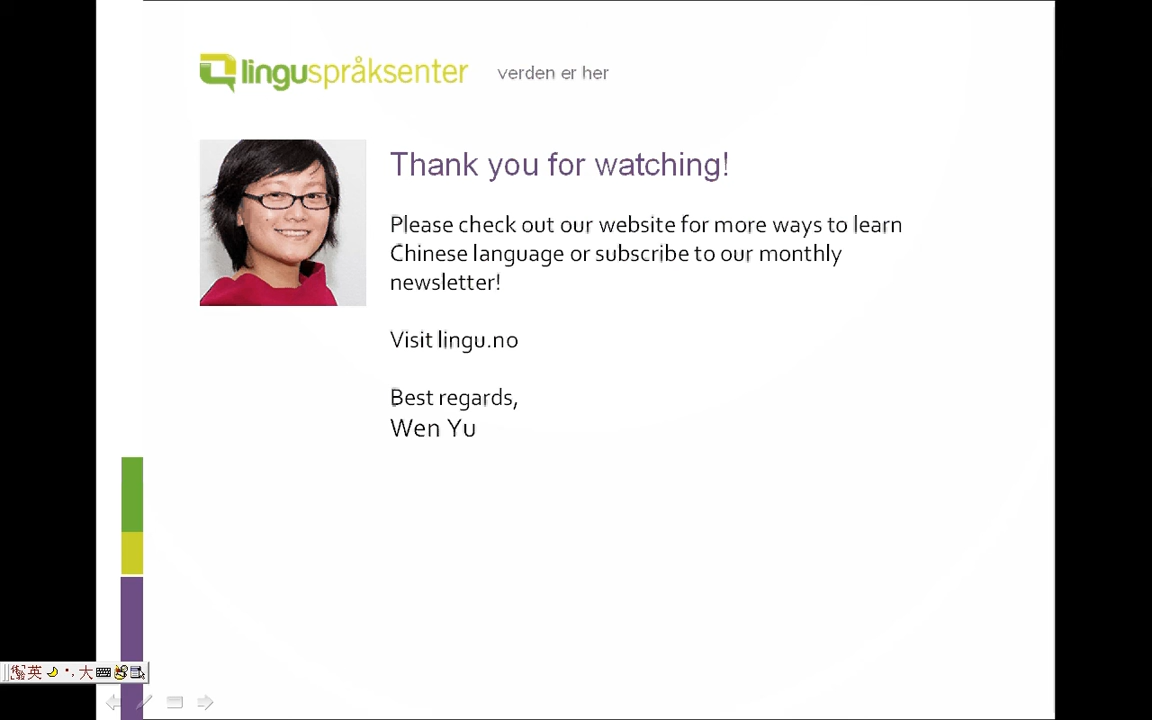 linguspråksenter verden er her
Thank you for watching!
Please check out our website for more ways to learn
Chinese language or subscribe to our monthly
newsletter!
Visit lingu.no
Best regards,
Wen Yu
英 大